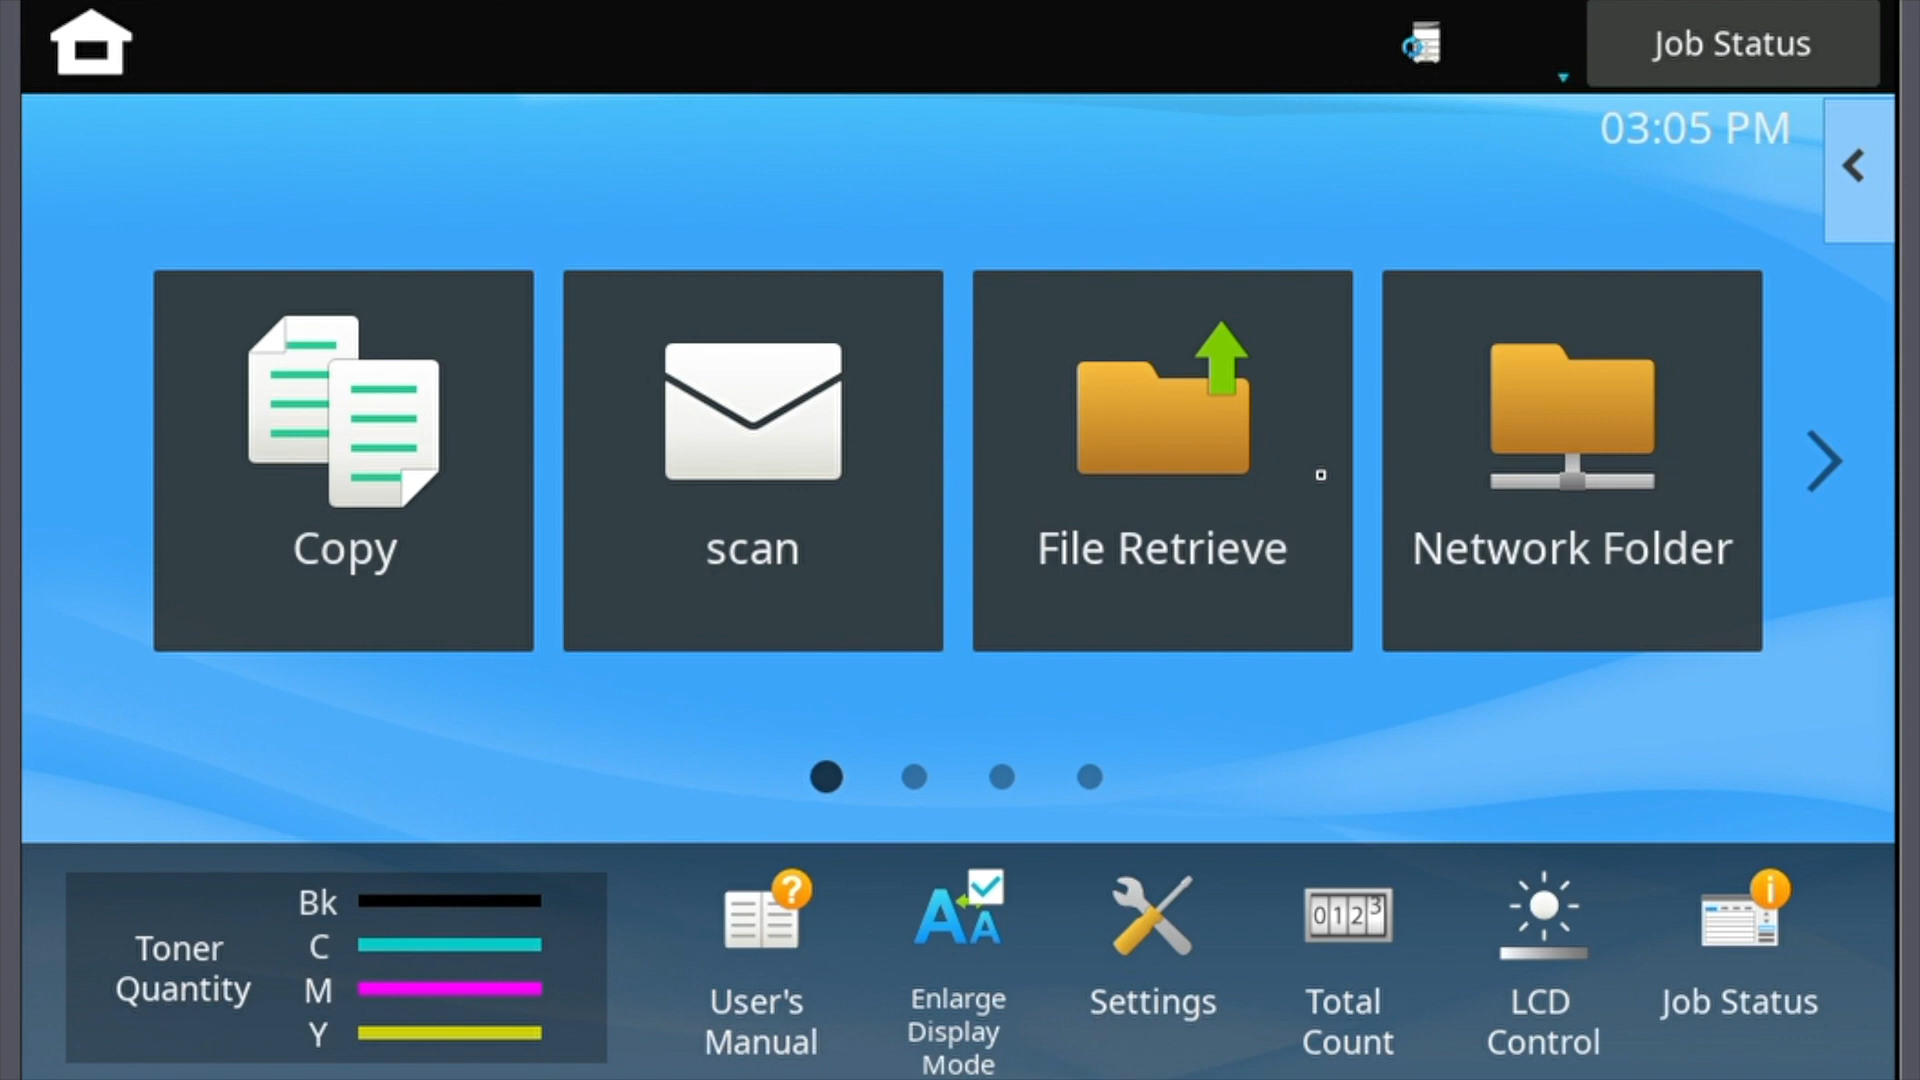 Job Status
03:05 PM
Copy
scan
File Retrieve
Network Folder
Toner
Quantity
Bk
C
M
Y
User's
Manual
Enlarge
Display
Mode
Settings
0123
Total
Count
LCD
Control
Job Status